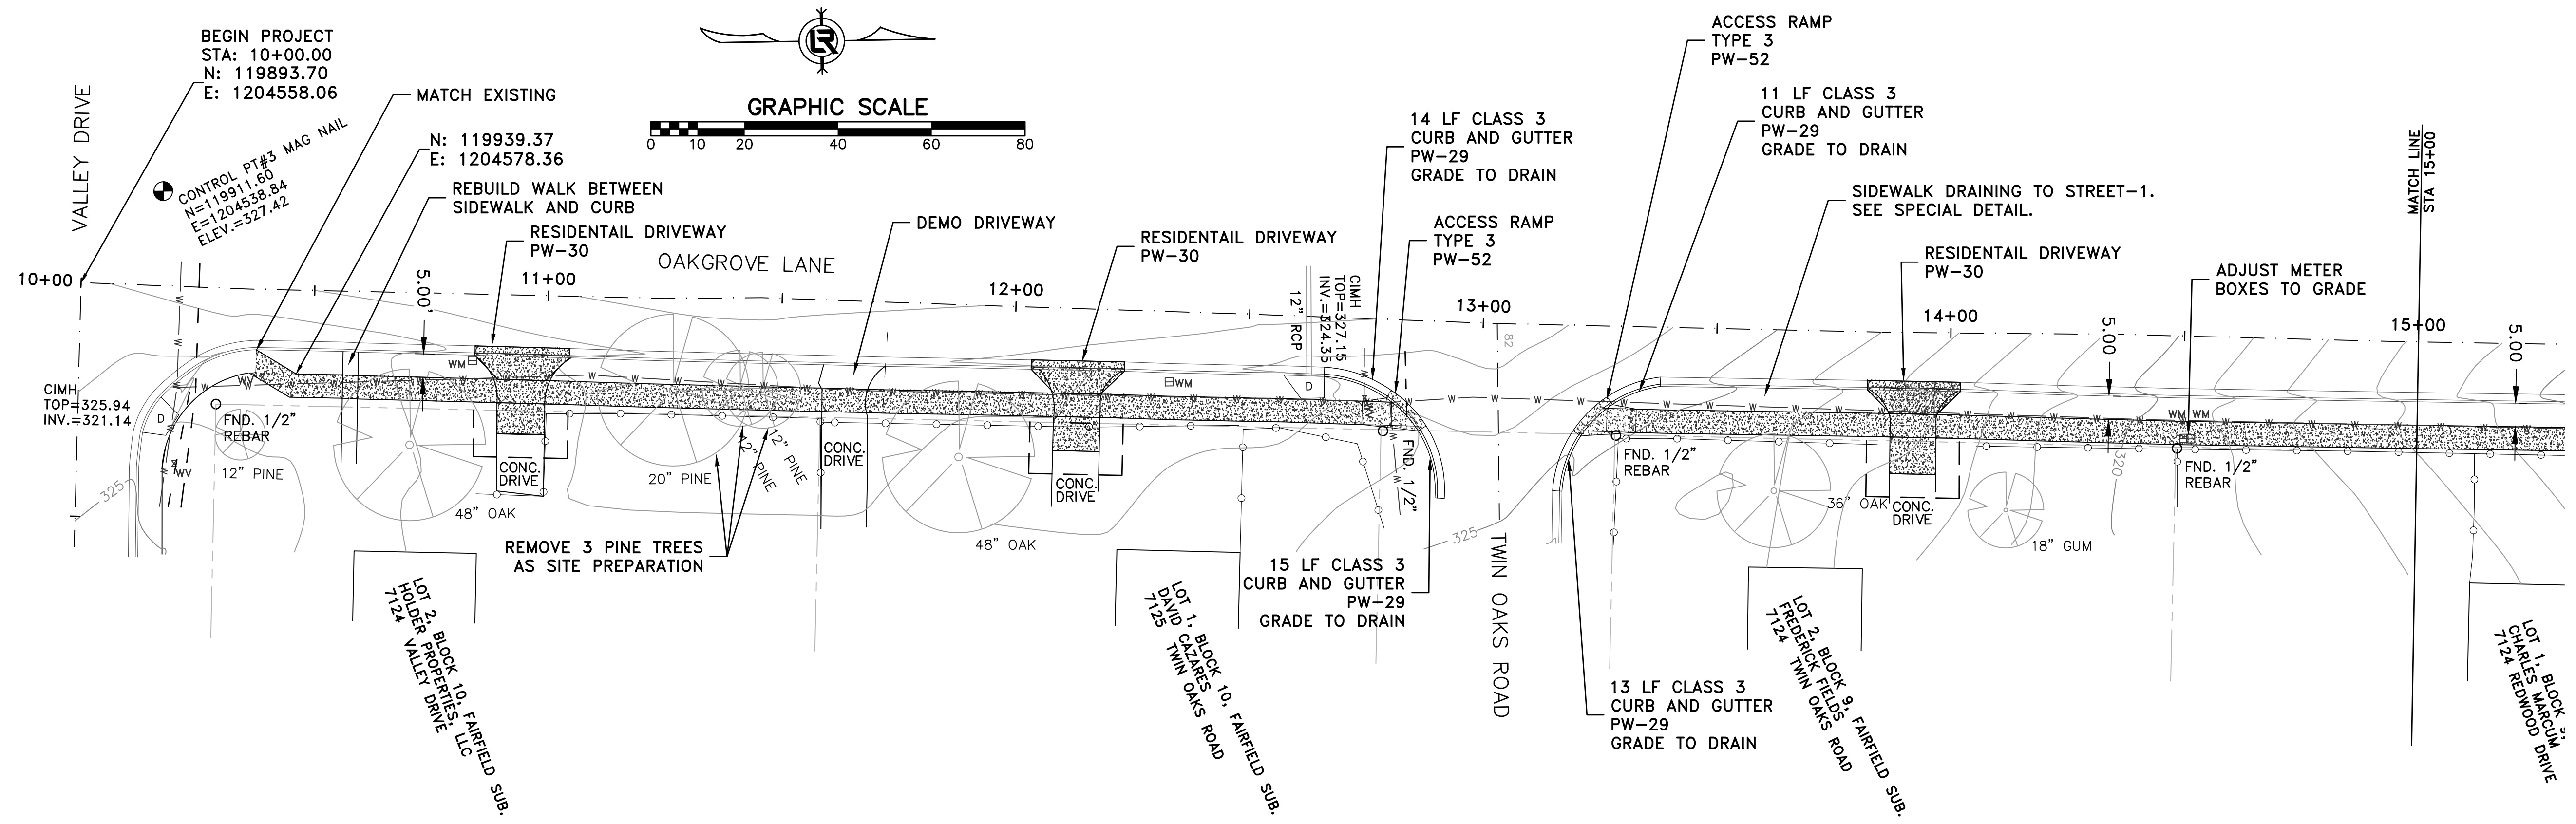 BEGIN PROJECT
STA: 10+00.00
N: 119893.70
E: 1204558.06
VALLEY DRIVE
CONTROL PT#3 MAG NAIL
N=119911.60
E=1204538.84
ELEV.=327.42
MATCH EXISTING
N: 119939.37
E: 1204578.36
REBUILD WALK BETWEEN
SIDEWALK AND CURB
RESIDENTAIL DRIVEWAY
PW-30
GRAPHIC SCALE
0 10 20 40 60 80
DEMO DRIVEWAY
OAKGROVE LANE
RESIDENTAIL DRIVEWAY
PW-30
14 LF CLASS 3
CURB AND GUTTER
PW-29
GRADE TO DRAIN
ACCESS RAMP
TYPE 3
PW-52
ACCESS RAMP
TYPE 3
PW-52
11 LF CLASS 3
CURB AND GUTTER
PW-29
GRADE TO DRAIN
SIDEWALK DRAINING TO STREET-1.
SEE SPECIAL DETAIL.
RESIDENTAIL DRIVEWAY
PW-30
ADJUST METER
BOXES TO GRADE
MATCH LINE
STA 15+00
10+00
11+00
12+00
13+00
14+00
15+00
5.00'
5.00
5.00
CIMH
TOP=327.15
INV.=324.35
12" RCP
82
CIMH
TOP=325.94
INV.=321.14
D
D
WM
WM
WM WM
WV
FND. 1/2"
REBAR
12" PINE
325
48" OAK
CONC.
DRIVE
20" PINE
12" PINE
12" PINE
CONC.
DRIVE
REMOVE 3 PINE TREES
AS SITE PREPARATION
48" OAK
CONC.
DRIVE
FND. 1/2"
15 LF CLASS 3
CURB AND GUTTER
PW-29
GRADE TO DRAIN
325
TWIN OAKS ROAD
FND. 1/2"
REBAR
36" OAK
CONC.
DRIVE
18" GUM
320
FND. 1/2"
REBAR
13 LF CLASS 3
CURB AND GUTTER
PW-29
GRADE TO DRAIN
LOT 2, BLOCK 10, FAIRFIELD SUB.
HOLDER PROPERTIES, LLC
7124 VALLEY DRIVE
LOT 1, BLOCK 10, FAIRFIELD SUB.
DAVID CAZARES
7125 TWIN OAKS ROAD
LOT 2, BLOCK 9, FAIRFIELD SUB.
FREDERICK FIELDS
7124 TWIN OAKS ROAD
LOT 1, BLOCK 9,
CHARLES MARCUM
7124 REDWOOD DRIVE